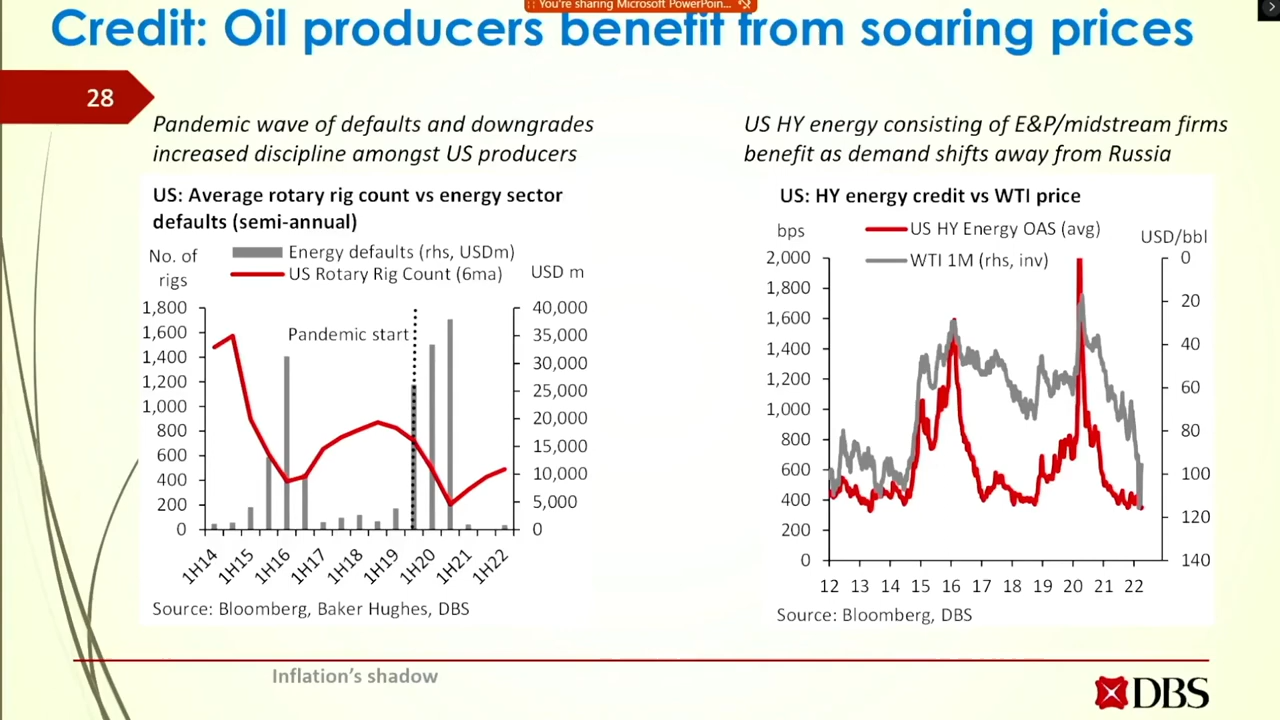 You're sharing Microsoft PowerPoin...
Credit: Oil producers benefit from soaring prices
28
Pandemic wave of defaults and downgrades
increased discipline amongst US producers
US: Average rotary rig count vs energy sector
defaults (semi-annual)
No. of
rigs
Energy defaults (rhs, USDm)
US Rotary Rig Count (6ma)
USD m
Pandemic start
1,800
1,600
1,400
1,200
1,000
800
600
400
200
0
40,000
35,000
30,000
25,000
20,000
15,000
10,000
5,000
0
1H14
1H15
1H16
1H17
1H18
1H19
1H20
1H21
1H22
Source: Bloomberg, Baker Hughes, DBS
US HY energy consisting of E&P/midstream firms
benefit as demand shifts away from Russia
US: HY energy credit vs WTI price
bps
US HY Energy OAS (avg)
WTI 1M (rhs, inv)
USD/bbl
2,000
1,800
1,600
1,400
1,200
1,000
800
600
400
200
0
0
20
40
60
80
100
120
140
12 13 14 15 16 17 18 19 20 21 22
Source: Bloomberg, DBS
Inflation's shadow
DBS